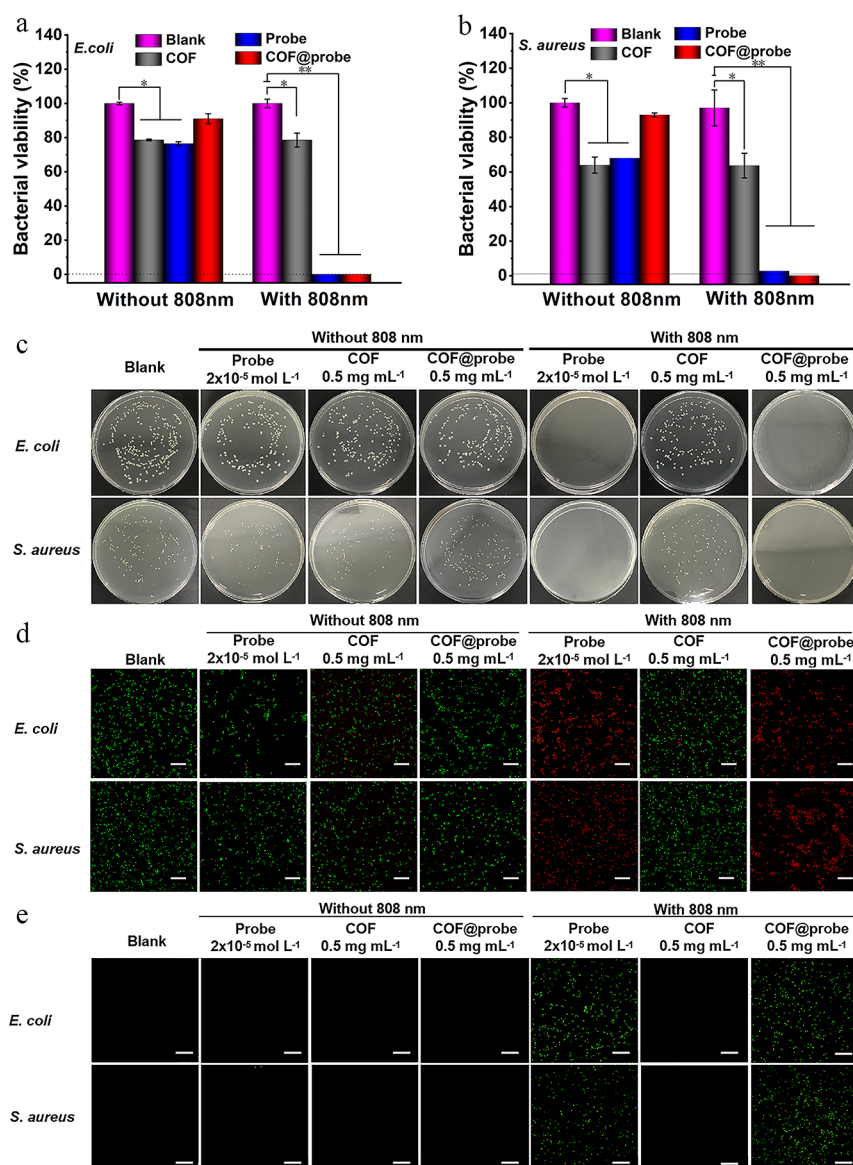 a
E.coli
Blank
COF
Probe
COF@probe
Bacterial viability (%)
140
120
100
80
60
40
20
0
*
*
**
Without 808nm
With 808nm
b
S. aureus
Blank
COF
Probe
COF@probe
Bacterial viability (%)
140
120
100
80
60
40
20
0
*
*
**
Without 808nm
With 808nm
c
Without 808 nm
With 808 nm
Blank
Probe
2x10⁻⁵ mol L⁻¹
COF
0.5 mg mL⁻¹
COF@probe
0.5 mg mL⁻¹
Probe
2x10⁻⁵ mol L⁻¹
COF
0.5 mg mL⁻¹
COF@probe
0.5 mg mL⁻¹
E. coli
S. aureus
d
Without 808 nm
With 808 nm
Blank
Probe
2x10⁻⁵ mol L⁻¹
COF
0.5 mg mL⁻¹
COF@probe
0.5 mg mL⁻¹
Probe
2x10⁻⁵ mol L⁻¹
COF
0.5 mg mL⁻¹
COF@probe
0.5 mg mL⁻¹
E. coli
S. aureus
e
Without 808 nm
With 808 nm
Blank
Probe
2x10⁻⁵ mol L⁻¹
COF
0.5 mg mL⁻¹
COF@probe
0.5 mg mL⁻¹
Probe
2x10⁻⁵ mol L⁻¹
COF
0.5 mg mL⁻¹
COF@probe
0.5 mg mL⁻¹
E. coli
S. aureus